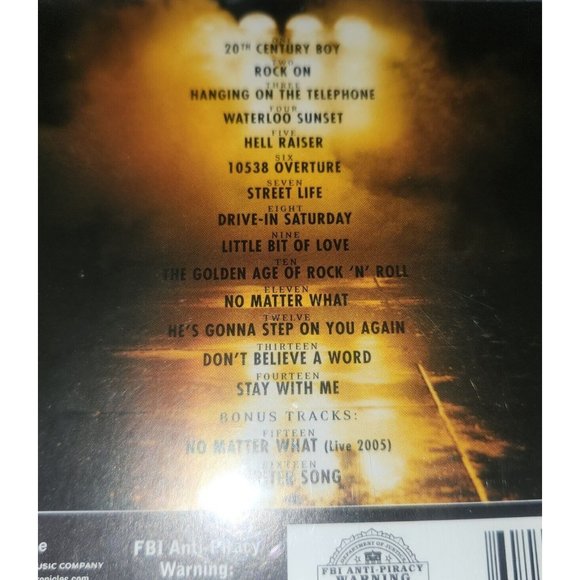 ONE
20TH CENTURY BOY
TWO
ROCK ON
THREE
HANGING ON THE TELEPHONE
FOUR
WATERLOO SUNSET
FIVE
HELL RAISER
SIX
10538 OVERTURE
SEVEN
STREET LIFE
EIGHT
DRIVE-IN SATURDAY
NINE
LITTLE BIT OF LOVE
TEN
THE GOLDEN AGE OF ROCK 'N' ROLL
ELEVEN
NO MATTER WHAT
TWELVE
HE'S GONNA STEP ON YOU AGAIN
THIRTEEN
DON'T BELIEVE A WORD
FOURTEEN
STAY WITH ME
BONUS TRACKS:
FIFTEEN
NO MATTER WHAT (Live 2005)
SIXTEEN
SONG
MUSIC COMPANY
FBI Anti-Piracy
Warning:
DEPARTMENT OF JUSTICE
FBI ANTI-PIRACY
WARNING